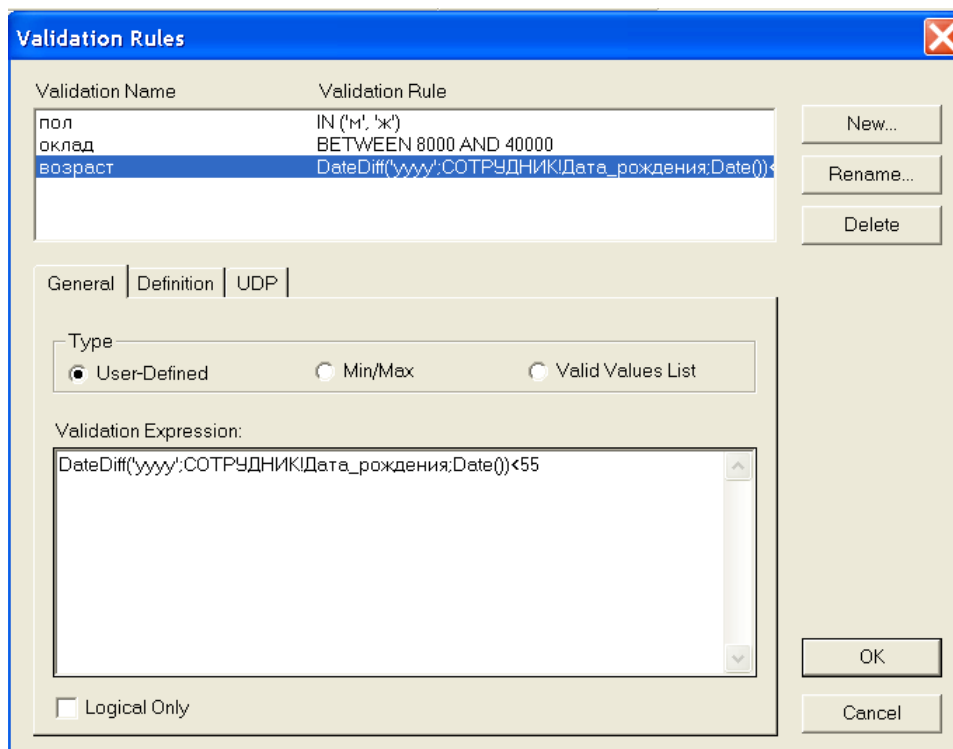 Validation Rules
Validation Name Validation Rule
пол IN ('м', 'ж')
оклад BETWEEN 8000 AND 40000
возраст DateDiff('yyyy';СОТРУДНИК!Дата_рождения;Date())<
New...
Rename...
Delete
General Definition UDP
Type
User-Defined Min/Max Valid Values List
Validation Expression:
DateDiff('yyyy';СОТРУДНИК!Дата_рождения;Date())<55
Logical Only
OK
Cancel